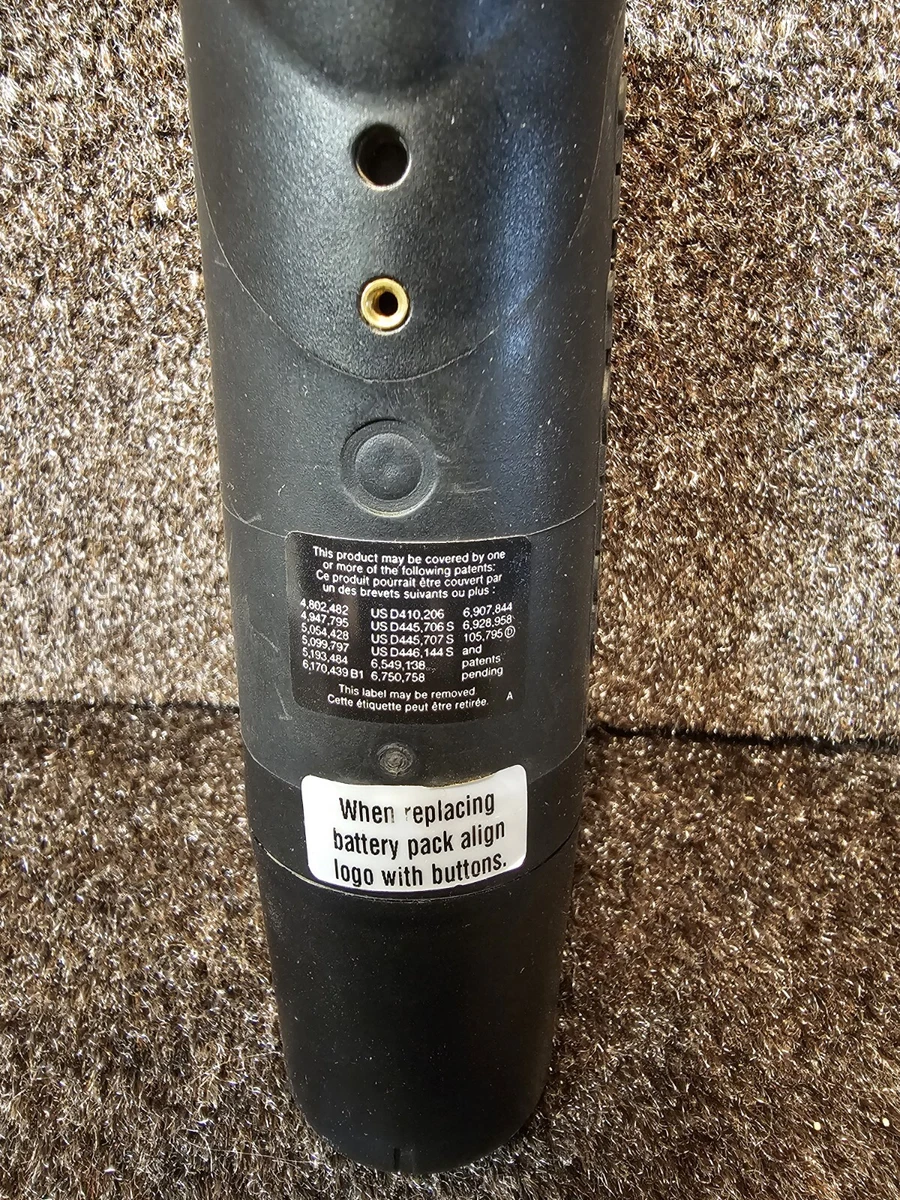 This product may be covered by one
or more of the following patents:
Ce produit pourrait être couvert par
un des brevets suivants ou plus :
4,802,482 US D410,206 6,907,844
4,947,795 US D445,706 S 6,928,958
5,054,428 US D445,707 S 105,795 Ⓓ
5,099,797 US D446,144 S and
5,193,484 6,549,138 patents
6,170,439 B1 6,750,758 pending
This label may be removed
Cette étiquette peut être retirée. A
When replacing
battery pack align
logo with buttons.